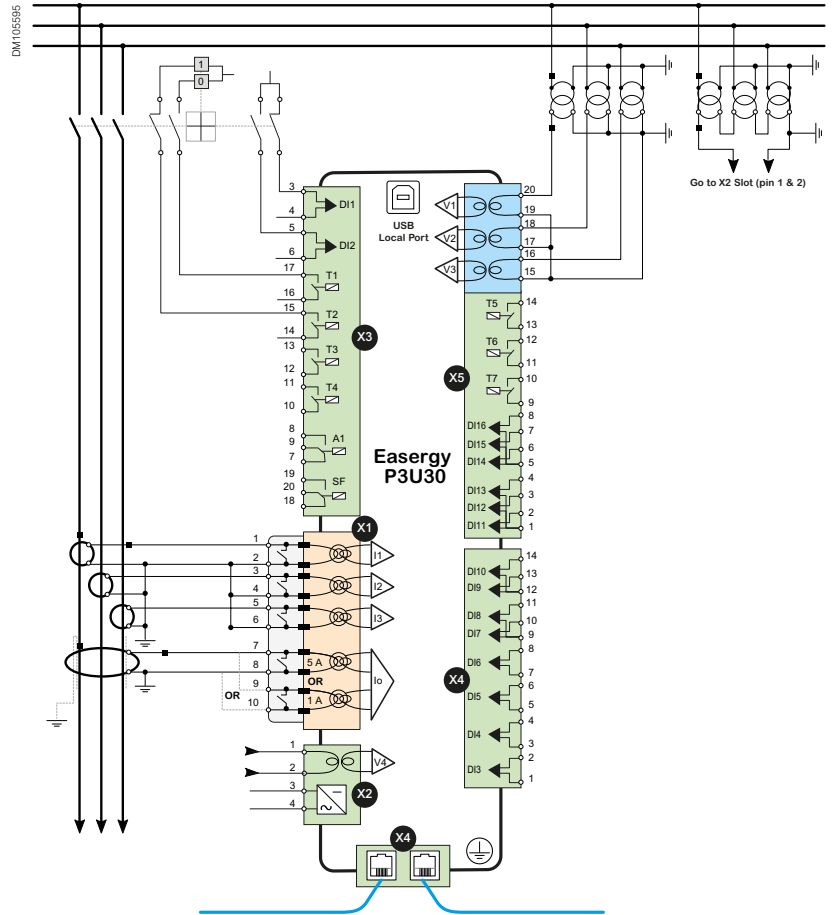 DM105595
1
0
Go to X2 Slot (pin 1 & 2)
USB
Local Port
3
4
DI1
5
6
DI2
17
T1
16
15
T2
14
13
T3
12
11
T4
10
8
9
A1
7
19
20
SF
18
X3
V1
20
19
V2
18
17
V3
16
15
T5
14
13
T6
12
11
T7
10
9
X5
DI16
8
7
DI15
6
DI14
5
DI13
4
3
DI12
2
DI11
1
Easergy
P3U30
X1
1
2
I1
3
4
I2
5
6
I3
7
8
5 A
OR
Io
9
10
1 A
OR
DI10
14
13
DI9
12
11
DI8
10
DI7
9
DI6
8
7
X4
DI5
6
5
DI4
4
3
DI3
2
1
1
2
V4
3
4
X2
X4